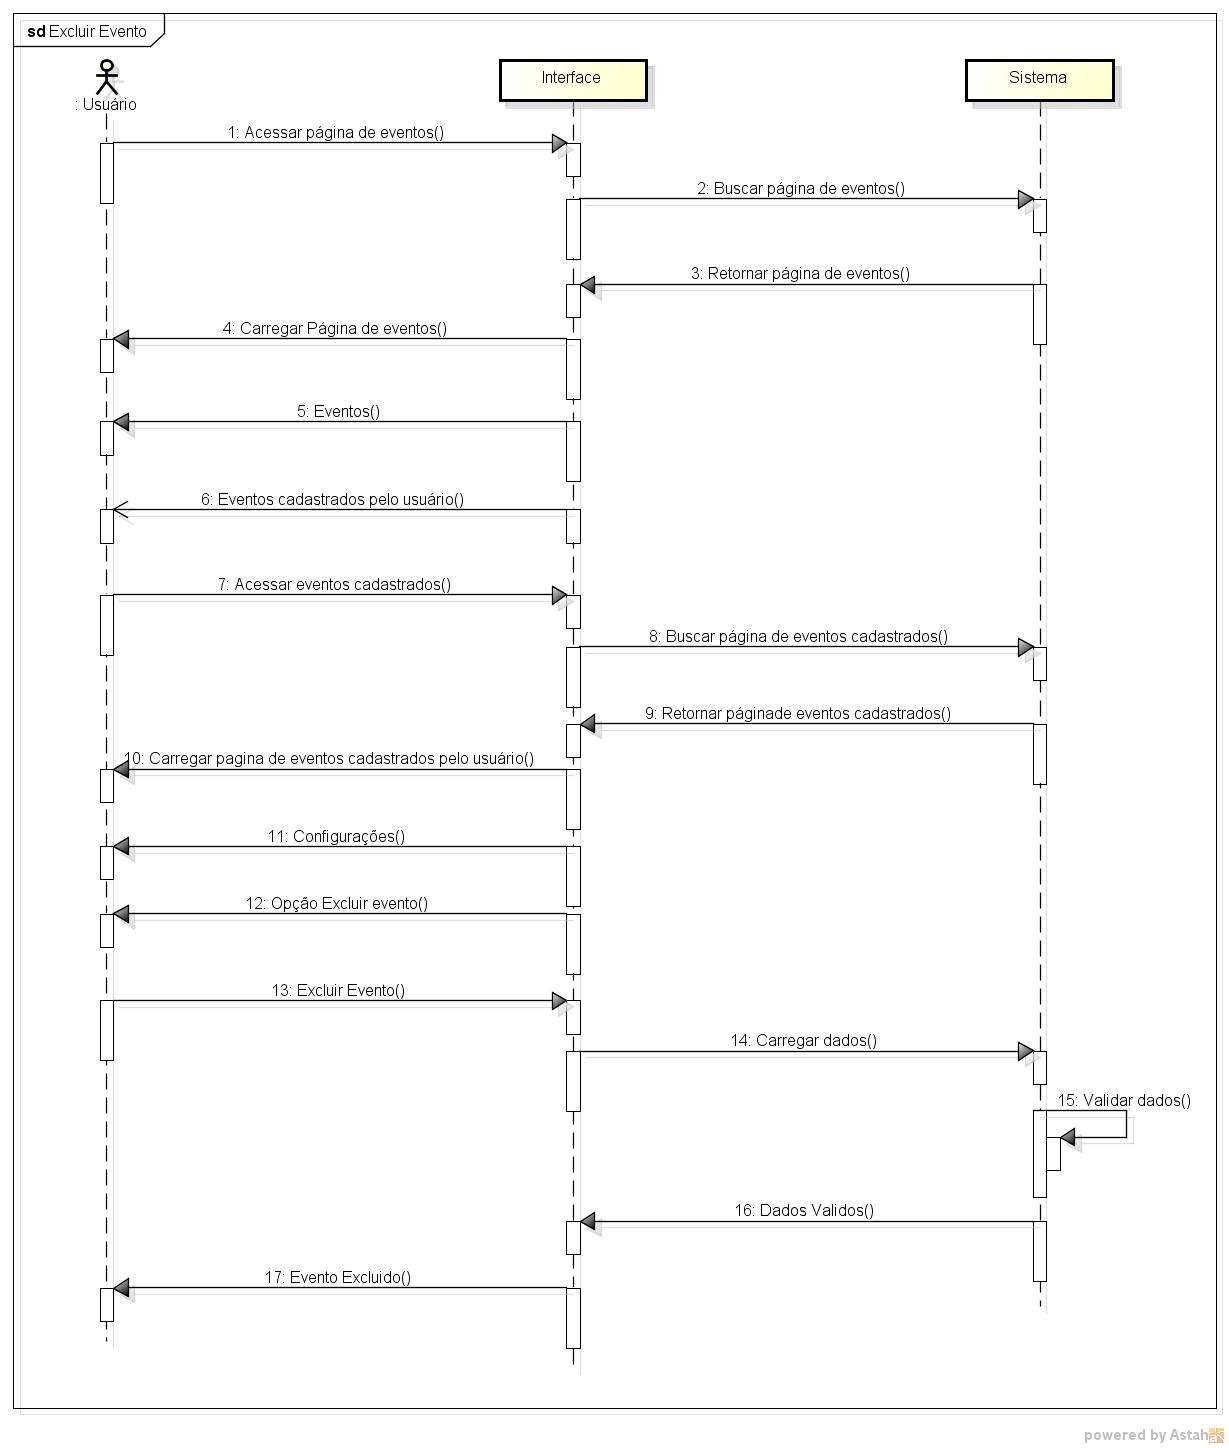 sd Excluir Evento
: Usuário
Interface
Sistema
1: Acessar página de eventos()
2: Buscar página de eventos()
3: Retornar página de eventos()
4: Carregar Página de eventos()
5: Eventos()
6: Eventos cadastrados pelo usuário()
7: Acessar eventos cadastrados()
8: Buscar página de eventos cadastrados()
9: Retornar páginade eventos cadastrados()
10: Carregar pagina de eventos cadastrados pelo usuário()
11: Configurações()
12: Opção Excluir evento()
13: Excluir Evento()
14: Carregar dados()
15: Validar dados()
16: Dados Validos()
17: Evento Excluido()
powered by Astah